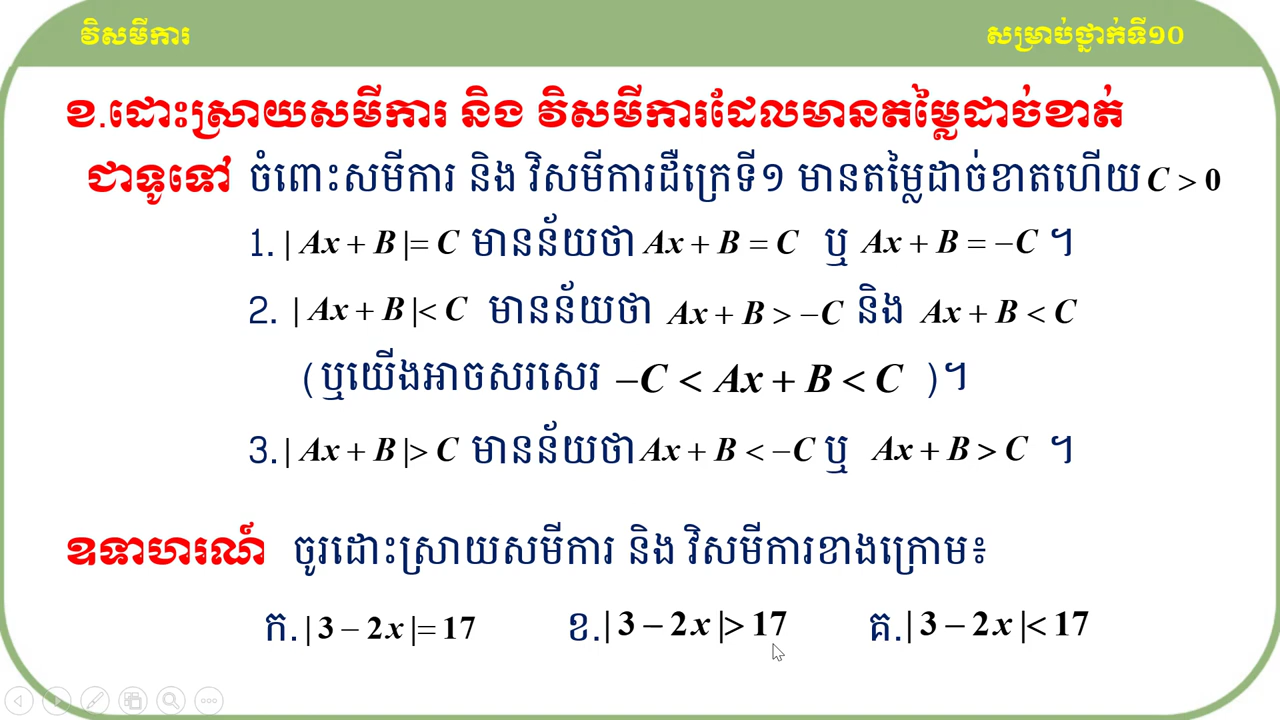 វិសមីការ
សម្រាប់ថ្នាក់ទី១០
ខ.ដោះស្រាយសមីការ និង វិសមីការដែលមានតម្លៃដាច់ខាត់
ជាទូទៅ ចំពោះសមីការ និង វិសមីការដឺក្រេទី១ មានតម្លៃដាច់ខាតហើយ C > 0
1. | Ax + B |= C មានន័យថា Ax + B = C ឬ Ax + B = −C ។
2. | Ax + B |< C មានន័យថា Ax + B > −C និង Ax + B < C
(ឬយើងអាចសរសេរ −C < Ax + B < C )។
3. | Ax + B |> C មានន័យថា Ax + B < −C ឬ Ax + B > C ។
ឧទាហរណ៍ ចូរដោះស្រាយសមីការ និង វិសមីការខាងក្រោម៖
ក. | 3 − 2x |= 17 ខ. | 3 − 2x |> 17 គ. | 3 − 2x |< 17